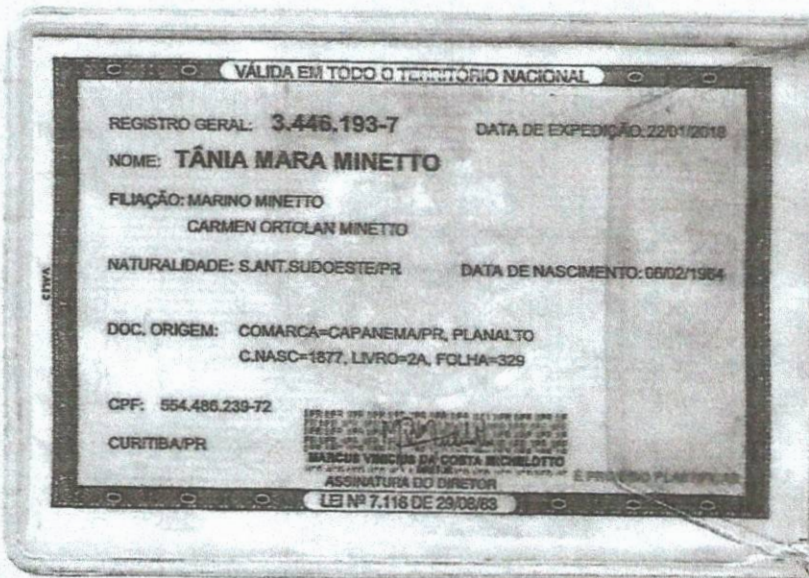 VÁLIDA EM TODO O TERRITÓRIO NACIONAL
REGISTRO GERAL: 3.446.193-7 DATA DE EXPEDIÇÃO: 22/01/2018
NOME: TÂNIA MARA MINETTO
FILIAÇÃO: MARINO MINETTO
CARMEN ORTOLAN MINETTO
NATURALIDADE: S.ANT.SUDOESTE/PR DATA DE NASCIMENTO: 06/02/1964
DOC. ORIGEM: COMARCA=CAPANEMA/PR, PLANALTO
C.NASC=1877, LIVRO=2A, FOLHA=329
CPF: 554.486.239-72
CURITIBA/PR
MARCUS VINICIUS DA COSTA MICHELOTTO
É PROIBIDO PLASTIFICAR
ASSINATURA DO DIRETOR
LEI Nº 7.116 DE 29/08/83